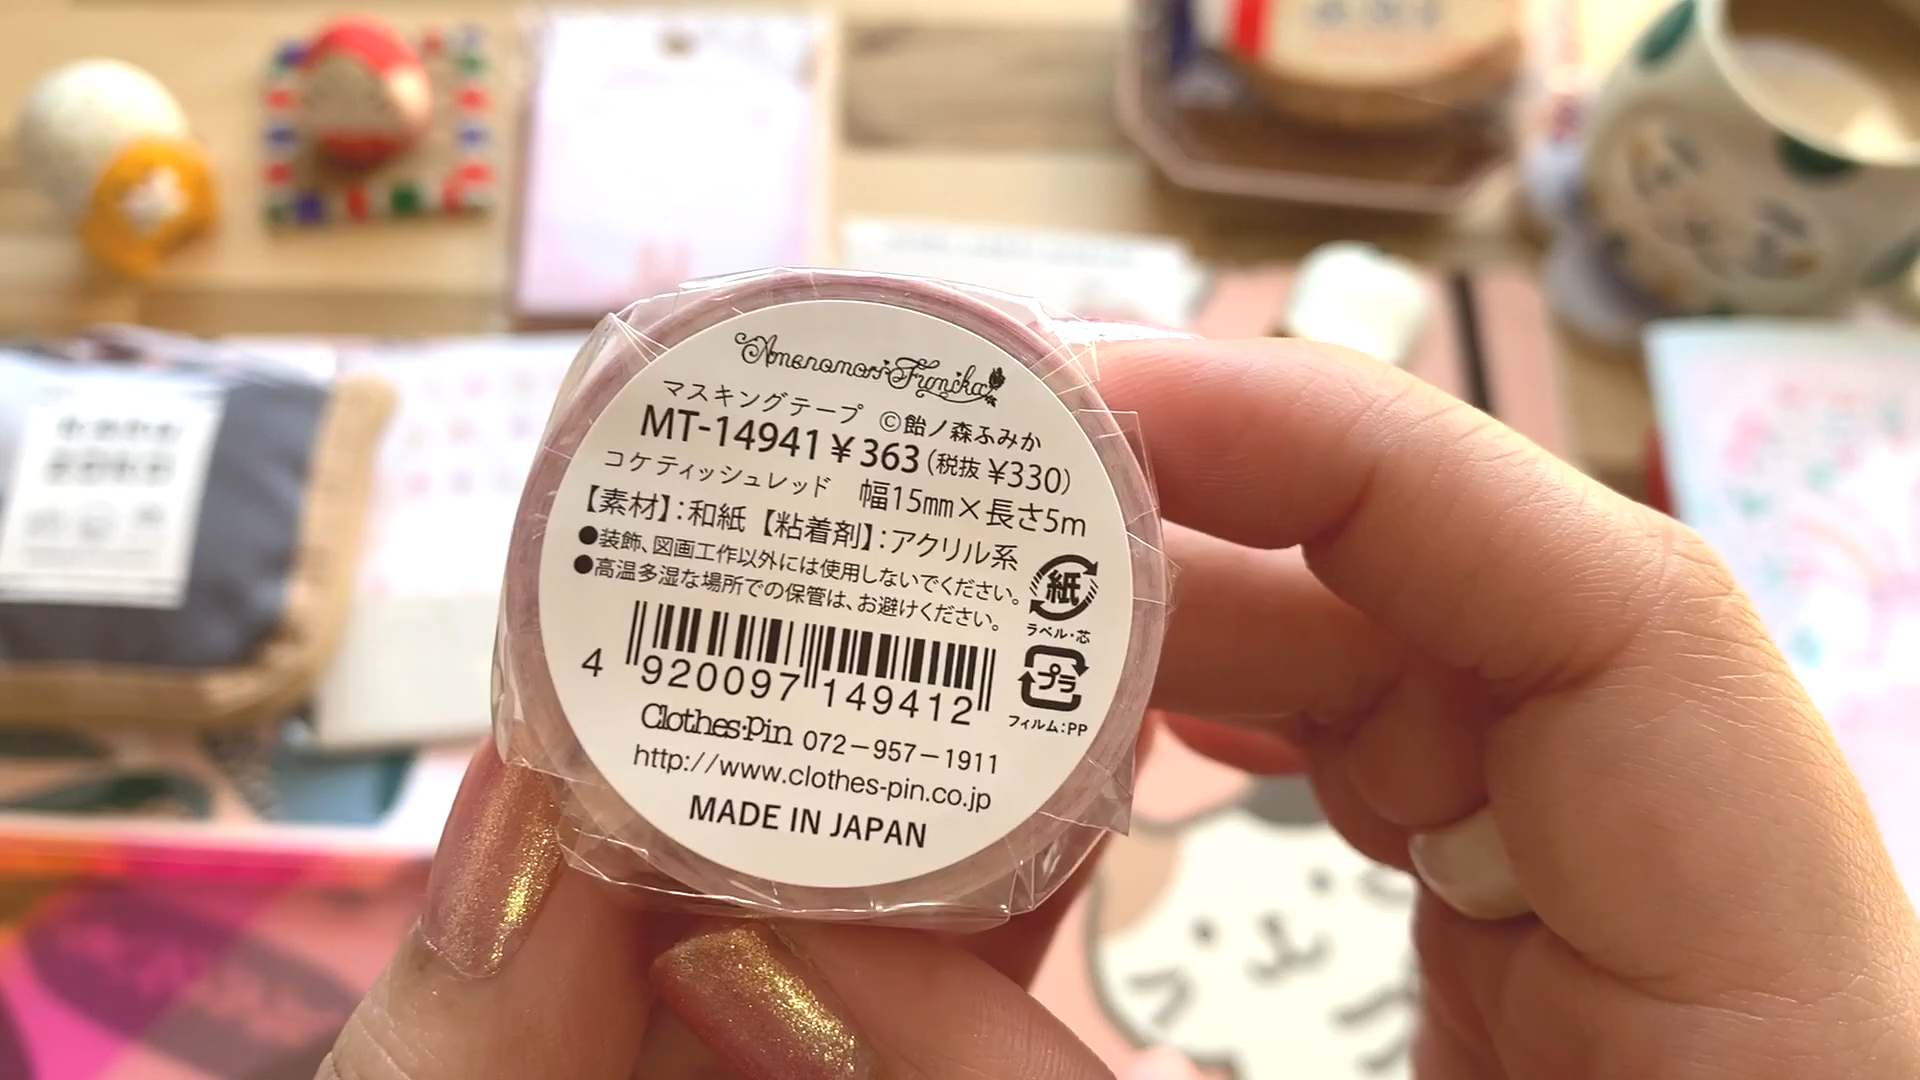 Amenomori Fumika
マスキングテープ ©飴ノ森ふみか
MT-14941 ¥363(税抜 ¥330)
コケティッシュレッド 幅15mm×長さ5m
【素材】:和紙【粘着剤】:アクリル系
●装飾、図画工作以外には使用しないでください。
●高温多湿な場所での保管は、お避けください。
紙
ラベル・芯
プラ
フィルム:PP
4 920097 149412
Clothes・Pin 072-957-1911
http://www.clothes-pin.co.jp
MADE IN JAPAN